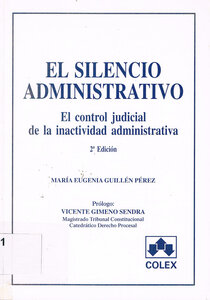 EL SILENCIO
ADMINISTRATIVO
El control judicial
de la inactividad administrativa
2ª Edición
MARÍA EUGENIA GUILLÉN PÉREZ
Prólogo:
VICENTE GIMENO SENDRA
Magistrado Tribunal Constitucional
Catedrático Derecho Procesal
1
COLEX